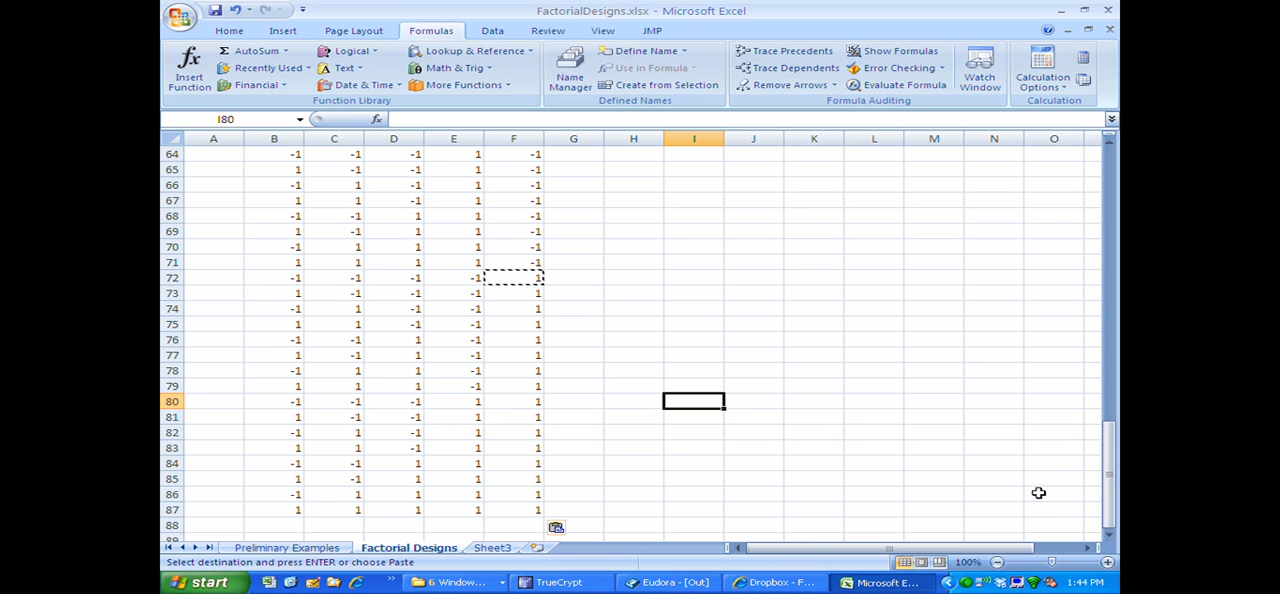 FactorialDesigns.xlsx - Microsoft Excel
Home Insert Page Layout Formulas Data Review View JMP
fx Insert Function
Σ AutoSum Logical Lookup & Reference
Recently Used Text Math & Trig
Financial Date & Time More Functions
Function Library
Name Manager
Define Name
Use in Formula
Create from Selection
Defined Names
Trace Precedents Show Formulas
Trace Dependents Error Checking
Remove Arrows Evaluate Formula
Formula Auditing
Watch Window
Calculation Options
Calculation
I80 fx
A B C D E F G H I J K L M N O
64 -1 -1 -1 1 -1
65 1 -1 -1 1 -1
66 -1 1 -1 1 -1
67 1 1 -1 1 -1
68 -1 -1 1 1 -1
69 1 -1 1 1 -1
70 -1 1 1 1 -1
71 1 1 1 1 -1
72 -1 -1 -1 -1 1
73 1 -1 -1 -1 1
74 -1 1 -1 -1 1
75 1 1 -1 -1 1
76 -1 -1 1 -1 1
77 1 -1 1 -1 1
78 -1 1 1 -1 1
79 1 1 1 -1 1
80 -1 -1 -1 1 1
81 1 -1 -1 1 1
82 -1 1 -1 1 1
83 1 1 -1 1 1
84 -1 -1 1 1 1
85 1 -1 1 1 1
86 -1 1 1 1 1
87 1 1 1 1 1
88
89
Preliminary Examples Factorial Designs Sheet3
Select destination and press ENTER or choose Paste 100%
start 6 Window... TrueCrypt Eudora - [Out] Dropbox - F... Microsoft E... 1:44 PM